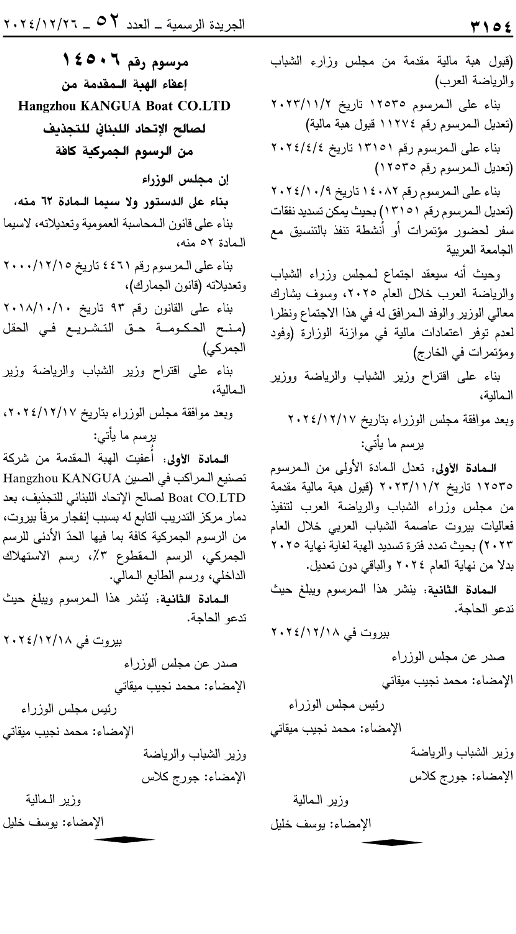 ٣١٥٤
الجريدة الرسمية – العدد ٥٢ – ٢٠٢٤/١٢/٢٦
(قبول هبة مالية مقدمة من مجلس وزراء الشباب
والرياضة العرب)
بناء على المرسوم ١٢٥٣٥ تاريخ ٢٠٢٣/١١/٢
(تعديل المرسوم رقم ١١٢٧٤ قبول هبة مالية)
بناء على المرسوم رقم ١٣١٥١ تاريخ ٢٠٢٤/٤/٤
(تعديل المرسوم رقم ١٢٥٣٥)
بناء على المرسوم رقم ١٤٠٨٢ تاريخ ٢٠٢٤/١٠/٩
(تعديل المرسوم رقم ١٣١٥١) بحيث يمكن تسديد نفقات
سفر لحضور مؤتمرات أو أنشطة تنفذ بالتنسيق مع
الجامعة العربية
وحيث أنه سيعقد اجتماع لمجلس وزراء الشباب
والرياضة العرب خلال العام ٢٠٢٥، وسوف يشارك
معالي الوزير والوفد المرافق له في هذا الاجتماع ونظرا
لعدم توفر اعتمادات مالية في موازنة الوزارة (وفود
ومؤتمرات في الخارج)
بناء على اقتراح وزير الشباب والرياضة ووزير
المالية،
وبعد موافقة مجلس الوزراء بتاريخ ٢٠٢٤/١٢/١٧
يرسم ما يأتي:
المادة الأولى: تعدل المادة الأولى من المرسوم
١٢٥٣٥ تاريخ ٢٠٢٣/١١/٢ (قبول هبة مالية مقدمة
من مجلس وزراء الشباب والرياضة العرب لتنفيذ
فعاليات بيروت عاصمة الشباب العربي خلال العام
٢٠٢٣) بحيث تمدد فترة تسديد الهبة لغاية نهاية ٢٠٢٥
بدلا من نهاية العام ٢٠٢٤ والباقي دون تعديل.
المادة الثانية: ينشر هذا المرسوم ويبلغ حيث
تدعو الحاجة.
بيروت في ٢٠٢٤/١٢/١٨
صدر عن مجلس الوزراء
الإمضاء: محمد نجيب ميقاتي
رئيس مجلس الوزراء
الإمضاء: محمد نجيب ميقاتي
وزير الشباب والرياضة
الإمضاء: جورج كلاس
وزير المالية
الإمضاء: يوسف خليل
مرسوم رقم ١٤٥٠٦
إعفاء الهبة المقدمة من
Hangzhou KANGUA Boat CO.LTD
لصالح الإتحاد اللبناني للتجذيف
من الرسوم الجمركية كافة
إن مجلس الوزراء
بناء على الدستور ولا سيما المادة ٦٢ منه،
بناء على قانون المحاسبة العمومية وتعديلاته، لاسيما
المادة ٥٢ منه،
بناء على المرسوم رقم ٤٤٦١ تاريخ ٢٠٠٠/١٢/١٥
وتعديلاته (قانون الجمارك)،
بناء على القانون رقم ٩٣ تاريخ ٢٠١٨/١٠/١٠
(منح الحكومة حق التشريع في الحقل
الجمركي)
بناء على اقتراح وزير الشباب والرياضة وزير
المالية،
وبعد موافقة مجلس الوزراء بتاريخ ٢٠٢٤/١٢/١٧،
يرسم ما يأتي:
المادة الأولى: أعفيت الهبة المقدمة من شركة
تصنيع المراكب في الصين Hangzhou KANGUA
Boat CO.LTD لصالح الإتحاد اللبناني للتجذيف، بعد
دمار مركز التدريب التابع له بسبب إنفجار مرفأ بيروت،
من الرسوم الجمركية كافة بما فيها الحدّ الأدنى للرسم
الجمركي، الرسم المقطوع ٣٪، رسم الاستهلاك
الداخلي، ورسم الطابع المالي.
المادة الثانية: يُنشر هذا المرسوم ويبلغ حيث
تدعو الحاجة.
بيروت في ٢٠٢٤/١٢/١٨
صدر عن مجلس الوزراء
الإمضاء: محمد نجيب ميقاتي
رئيس مجلس الوزراء
الإمضاء: محمد نجيب ميقاتي
وزير الشباب والرياضة
الإمضاء: جورج كلاس
وزير المالية
الإمضاء: يوسف خليل